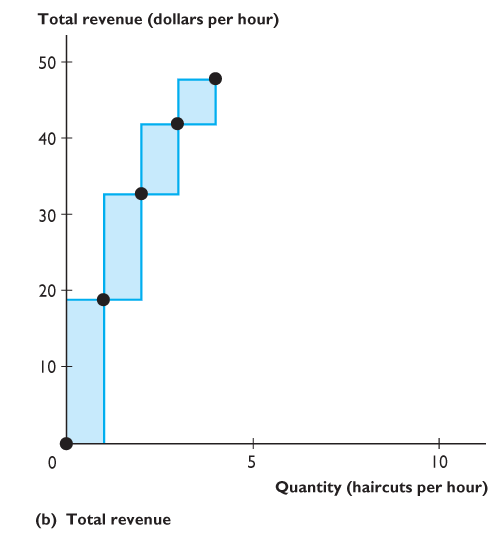 Total revenue (dollars per hour)
50
40
30
20
10
0
5
10
Quantity (haircuts per hour)
(b) Total revenue